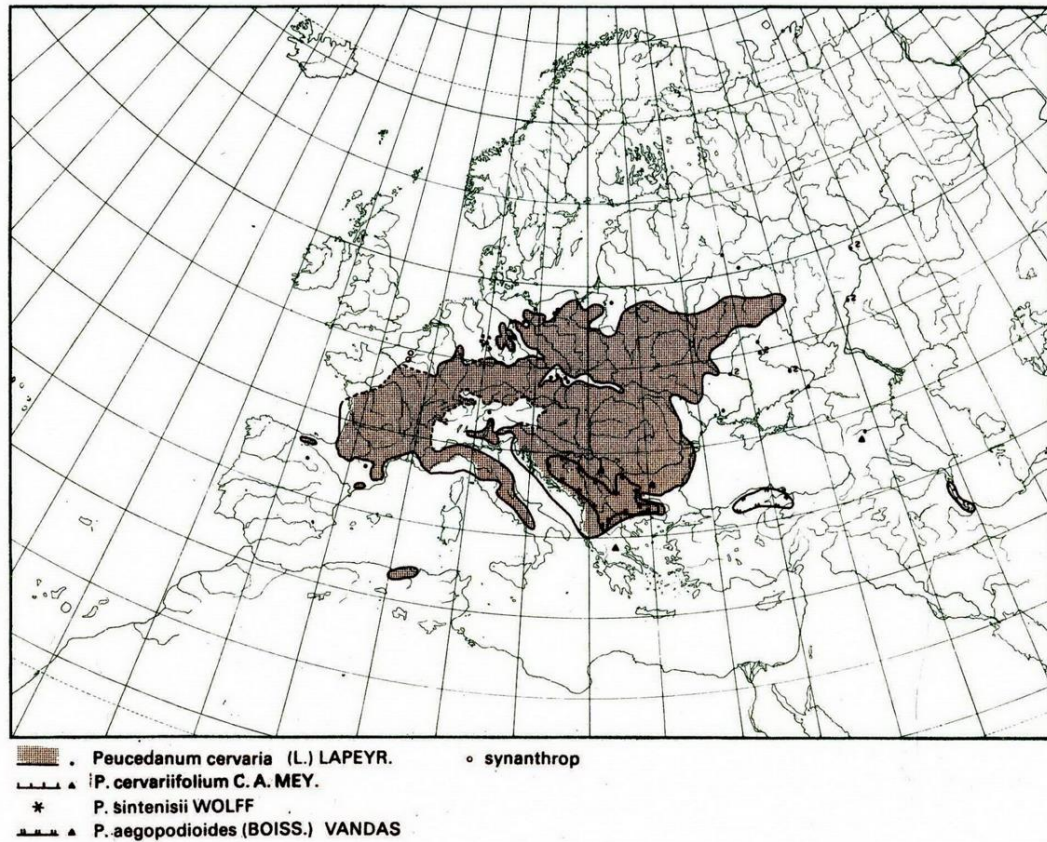 Peucedanum cervaria (L.) LAPEYR.
synanthrop
P. cervariifolium C. A. MEY.
P. sintenisii WOLFF
P. aegopodioides (BOISS.) VANDAS